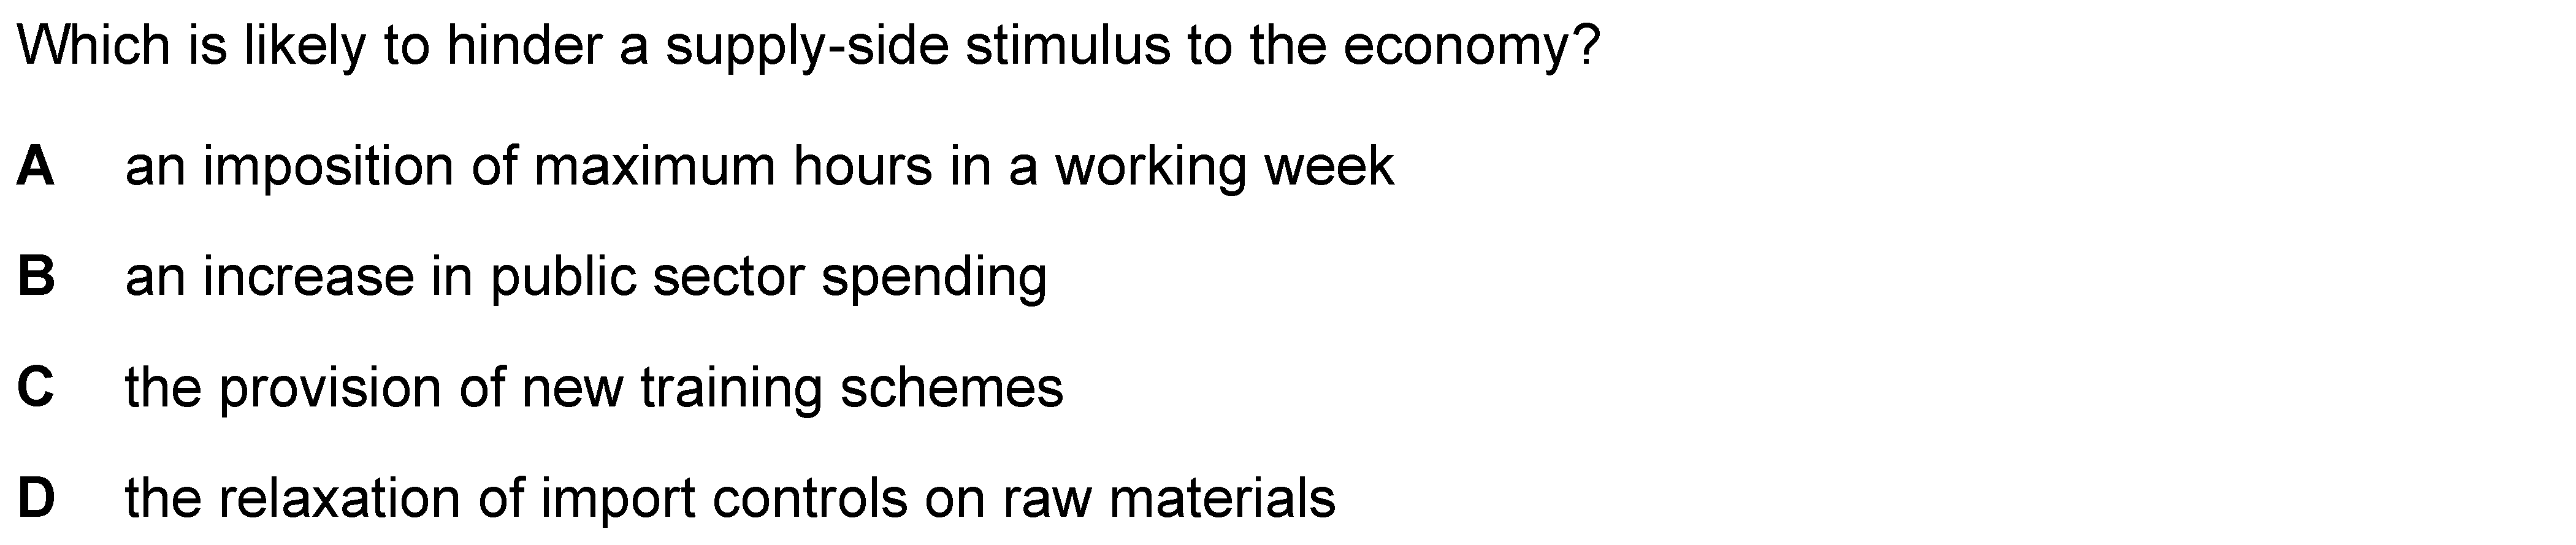 Which is likely to hinder a supply-side stimulus to the economy?
A an imposition of maximum hours in a working week
B an increase in public sector spending
C the provision of new training schemes
D the relaxation of import controls on raw materials